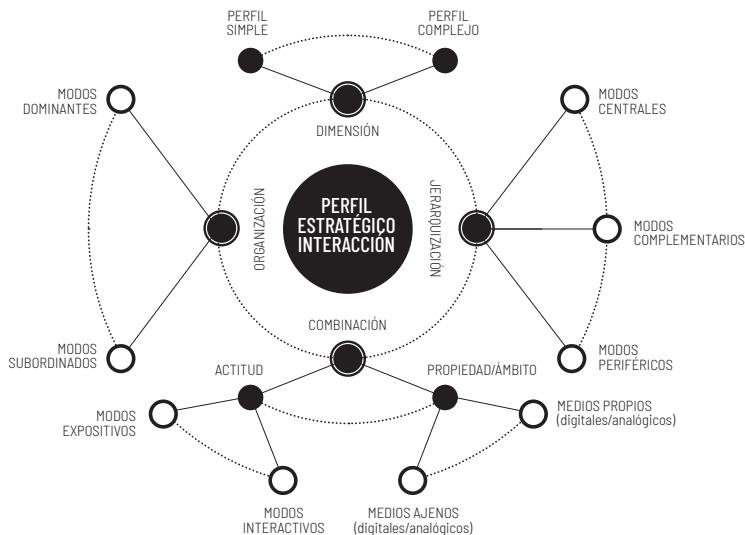 PERFIL
SIMPLE
PERFIL
COMPLEJO
MODOS
DOMINANTES
MODOS
CENTRALES
DIMENSIÓN
ORGANIZACIÓN
PERFIL
ESTRATÉGICO
INTERACCIÓN
JERARQUIZACIÓN
MODOS
COMPLEMENTARIOS
COMBINACIÓN
MODOS
SUBORDINADOS
MODOS
PERIFÉRICOS
ACTITUD
PROPIEDAD/ÁMBITO
MODOS
EXPOSITIVOS
MEDIOS PROPIOS
(digitales/analógicos)
MODOS
INTERACTIVOS
MEDIOS AJENOS
(digitales/analógicos)